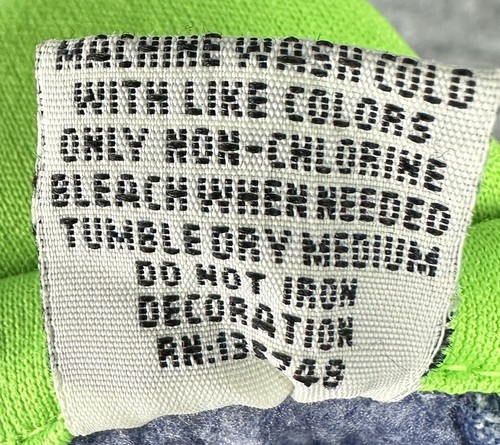 MACHINE WASH COLD
WITH LIKE COLORS
ONLY NON-CHLORINE
BLEACH WHEN NEEDED
TUMBLE DRY MEDIUM
DO NOT IRON
DECORATION